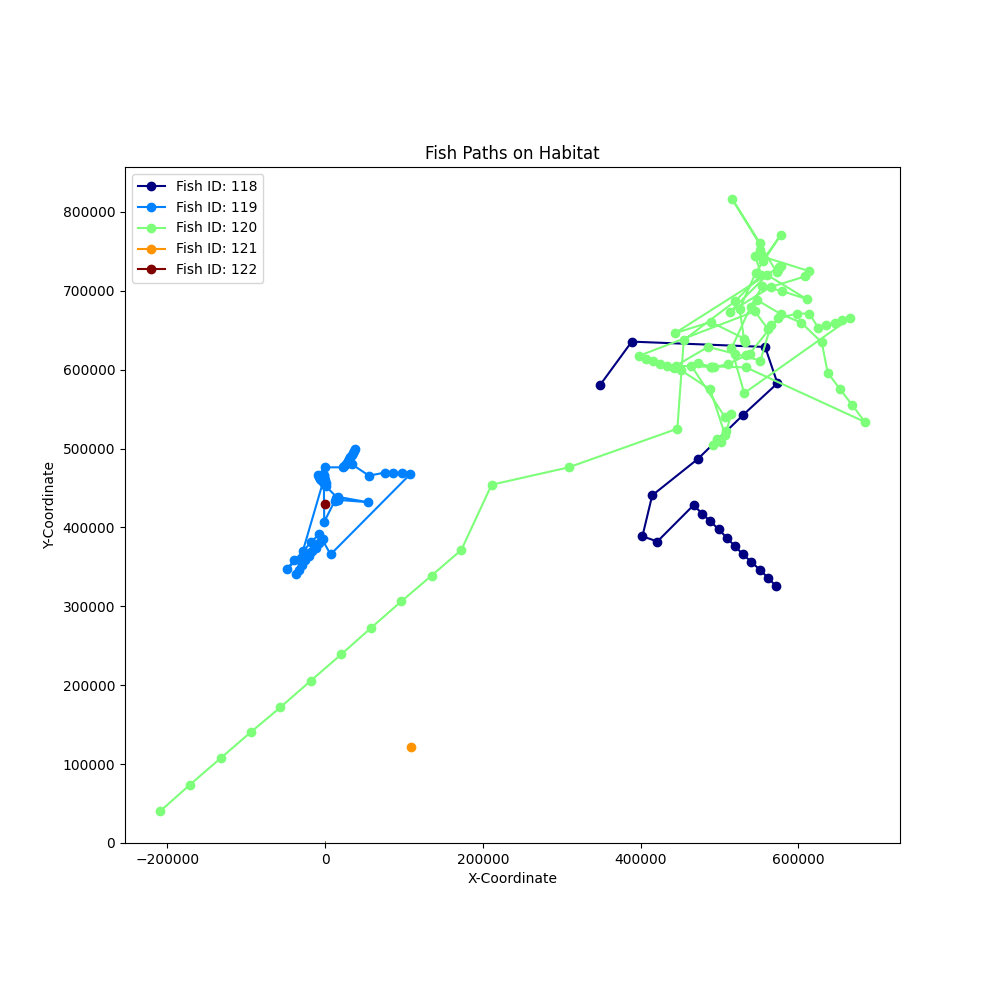 Fish Paths on Habitat
Fish ID: 118
Fish ID: 119
Fish ID: 120
Fish ID: 121
Fish ID: 122
800000
700000
600000
500000
400000
300000
200000
100000
0
Y-Coordinate
−200000 0 200000 400000 600000
X-Coordinate